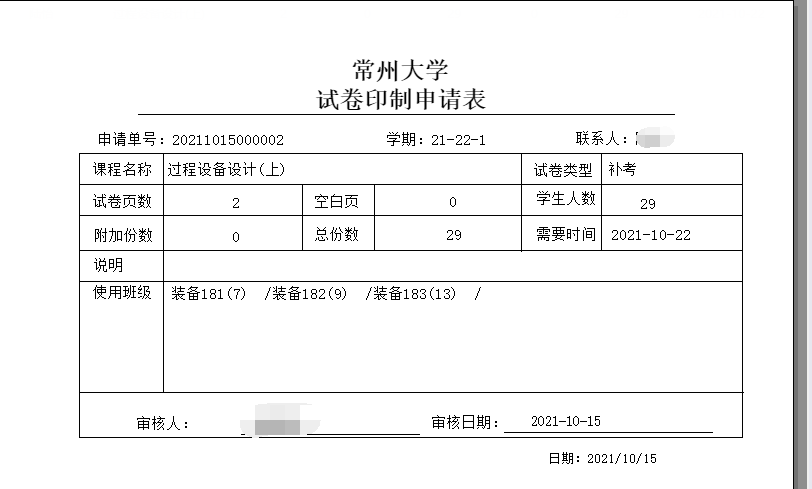 常州大学
试卷印制申请表
申请单号：20211015000002 学期：21-22-1 联系人：
课程名称 过程设备设计(上) 试卷类型 补考
试卷页数 2 空白页 0 学生人数 29
附加份数 0 总份数 29 需要时间 2021-10-22
说明
使用班级 装备181(7) /装备182(9) /装备183(13) /
审核人： 审核日期： 2021-10-15
日期：2021/10/15